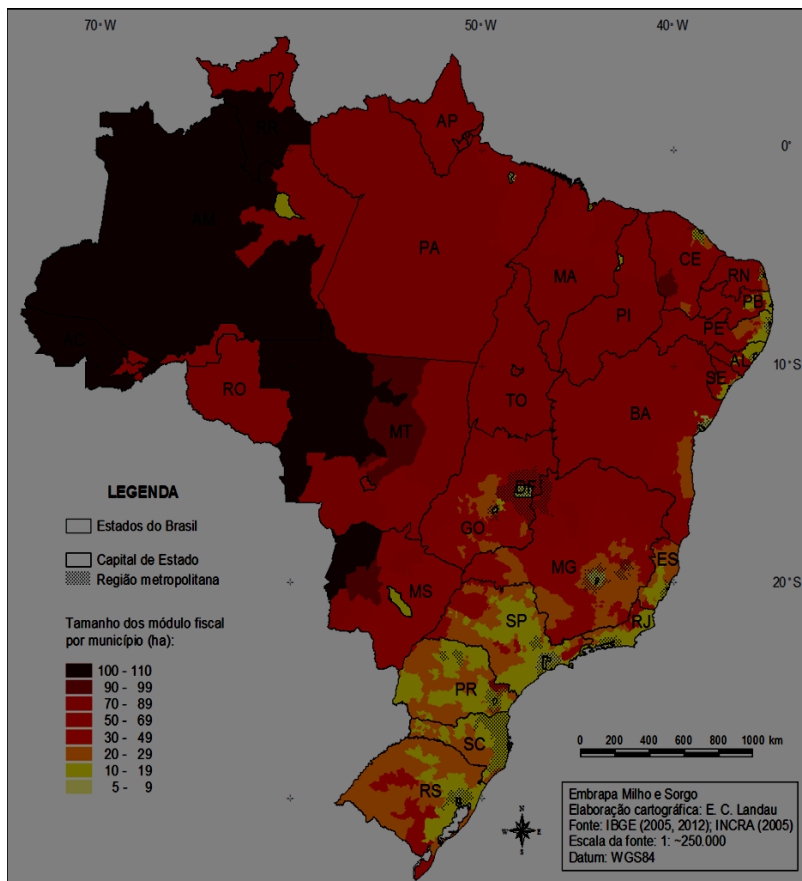 70° W
50° W
40° W
RR
AP
0°
AM
PA
CE
MA
RN
PB
PI
PE
AC
AL
10°S
SE
RO
TO
BA
MT
DF
LEGENDA
GO
Estados do Brasil
Capital de Estado
Região metropolitana
MG
ES
20°S
MS
SP
RJ
Tamanho dos módulo fiscal
por município (ha):
100 - 110
90 - 99
70 - 89
50 - 69
30 - 49
20 - 29
10 - 19
5 - 9
PR
SC
RS
0 200 400 600 800 1000 km
N
S
Embrapa Milho e Sorgo
Elaboração cartográfica: E. C. Landau
Fonte: IBGE (2005, 2012); INCRA (2005)
Escala da fonte: 1: ~250.000
Datum: WGS84